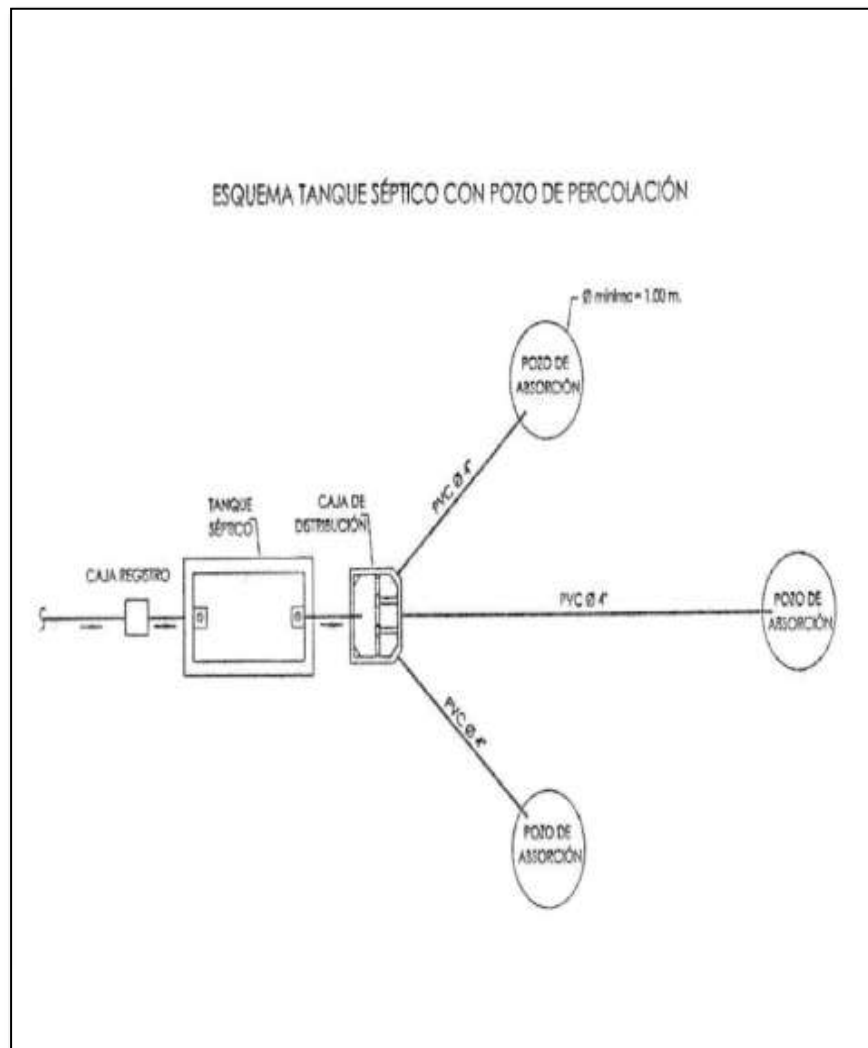 ESQUEMA TANQUE SÉPTICO CON POZO DE PERCOLACIÓN
Ø mínimo = 1.00 m.
POZO DE
ABSORCIÓN
PVC Ø 4"
TANQUE
SÉPTICO
CAJA DE
DISTRIBUCIÓN
CAJA REGISTRO
PVC Ø 4"
POZO DE
ABSORCIÓN
PVC Ø 4"
POZO DE
ABSORCIÓN